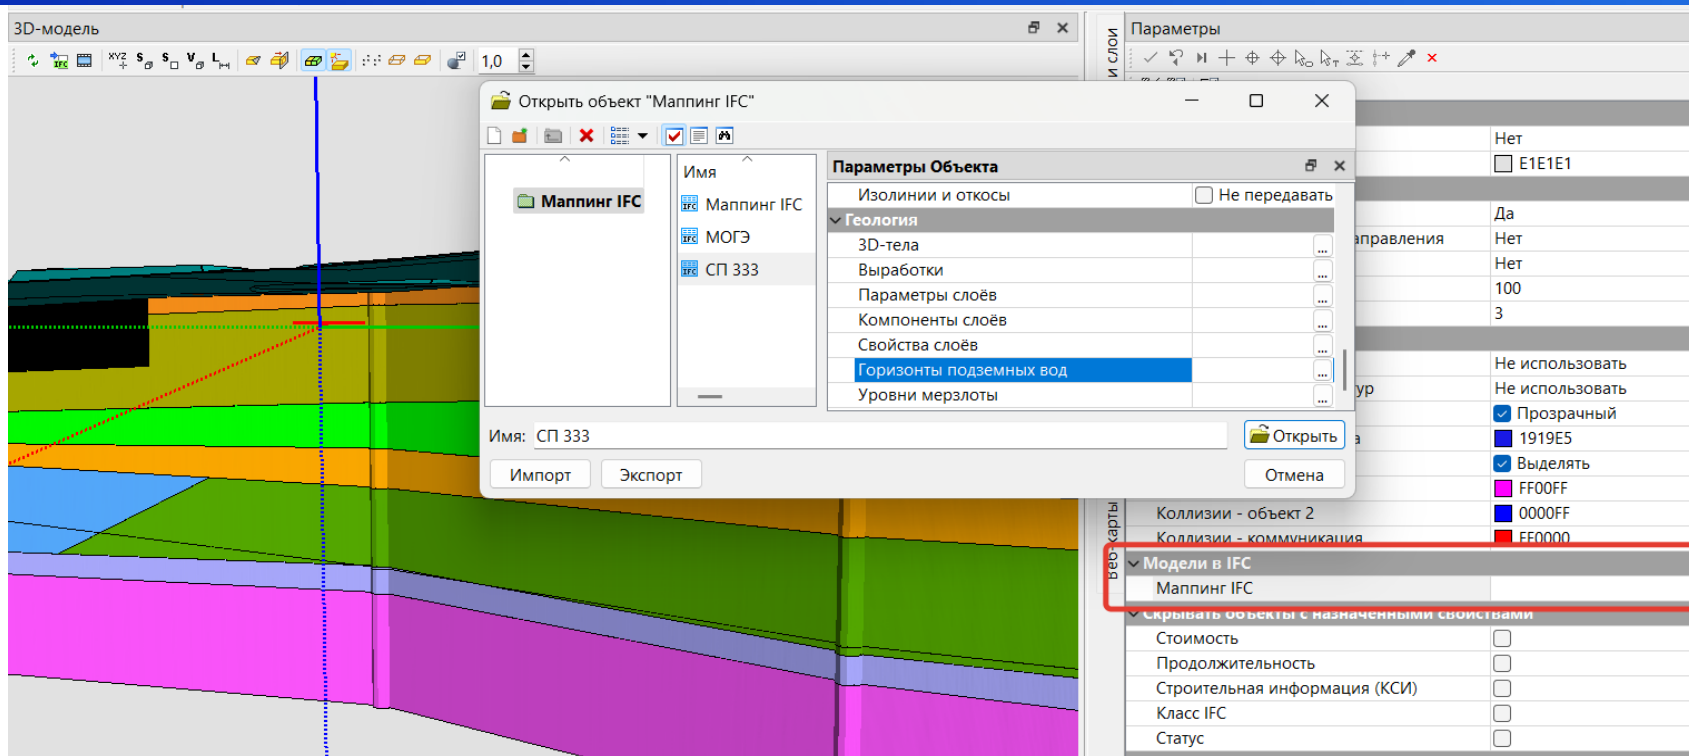 3D-модель
1,0
Открыть объект "Маппинг IFC"
Маппинг IFC
Имя
Маппинг IFC
МОГЭ
СП 333
Параметры Объекта
Изолинии и откосы
Не передавать
Геология
3D-тела
...
Выработки
...
Параметры слоёв
...
Компоненты слоёв
...
Свойства слоёв
...
Горизонты подземных вод
...
Уровни мерзлоты
...
Имя: СП 333
Открыть
Импорт
Экспорт
Отмена
и слои
Веб-карты
Параметры
Нет
E1E1E1
Да
Нет
Нет
100
3
Не использовать
Не использовать
Прозрачный
1919E5
Выделять
FF00FF
Коллизии - объект 2
0000FF
Коллизии - коммуникация
FF0000
Модели в IFC
Маппинг IFC
Скрывать объекты с назначенными свойствами
Стоимость
Продолжительность
Строительная информация (КСИ)
Класс IFC
Статус